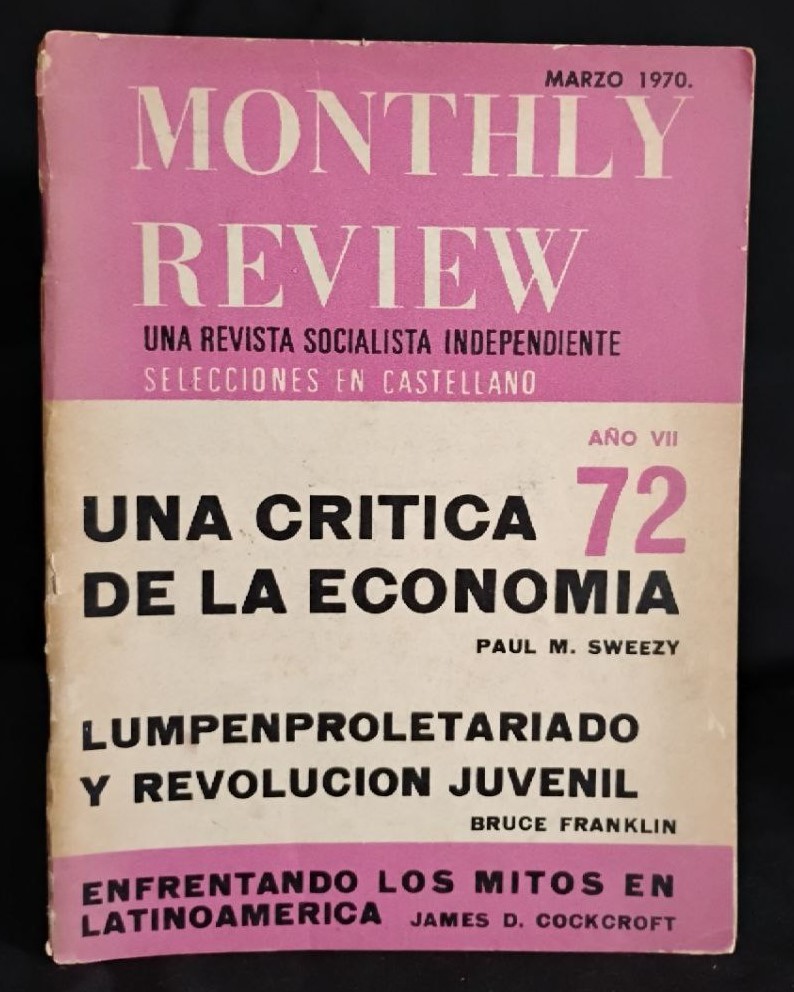 MARZO 1970.
MONTHLY
REVIEW
UNA REVISTA SOCIALISTA INDEPENDIENTE
SELECCIONES EN CASTELLANO
AÑO VII
72
UNA CRITICA
DE LA ECONOMIA
PAUL M. SWEEZY
LUMPENPROLETARIADO
Y REVOLUCION JUVENIL
BRUCE FRANKLIN
ENFRENTANDO LOS MITOS EN
LATINOAMERICA JAMES D. COCKCROFT